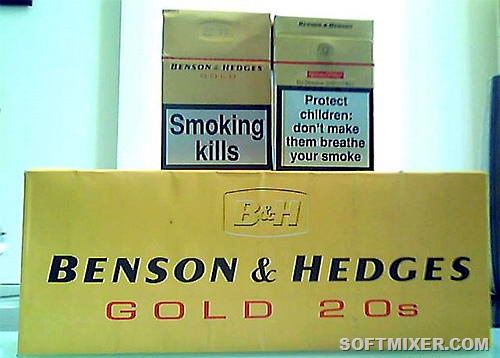 BENSON & HEDGES
GOLD
Smoking
kills
BENSON & HEDGES
Protect
children:
don't make
them breathe
your smoke
B&H
BENSON & HEDGES
GOLD 20s
SOFTMIXER.COM